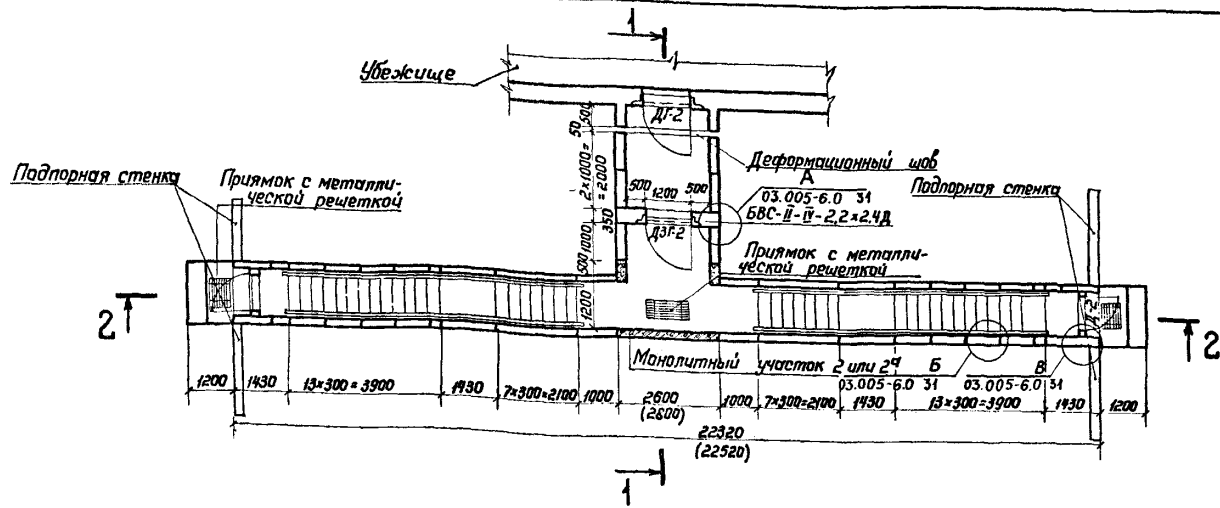 1
Убежище
ДГ-2
50 500
Подпорная стенка
Приямок с металли-
ческой решеткой
2×1000=
=2000
Деформационный шов
А
03.005-6.0 31
БВС-II-IV-2,2×2,4Д
500 1200 500
Подпорная стенка
350
ДЗГ-2
500 1000
Приямок с металли-
ческой решеткой
1200
2
2
Монолитный участок 2 или 2а
Б
В
03.005-6.0 31
03.005-6.0 31
1200 1430 13×300=3900 1430 7×300=2100 1000 2600 1000 7×300=2100 1430 13×300=3900 1430 1200
(2800)
22320
(22520)
1